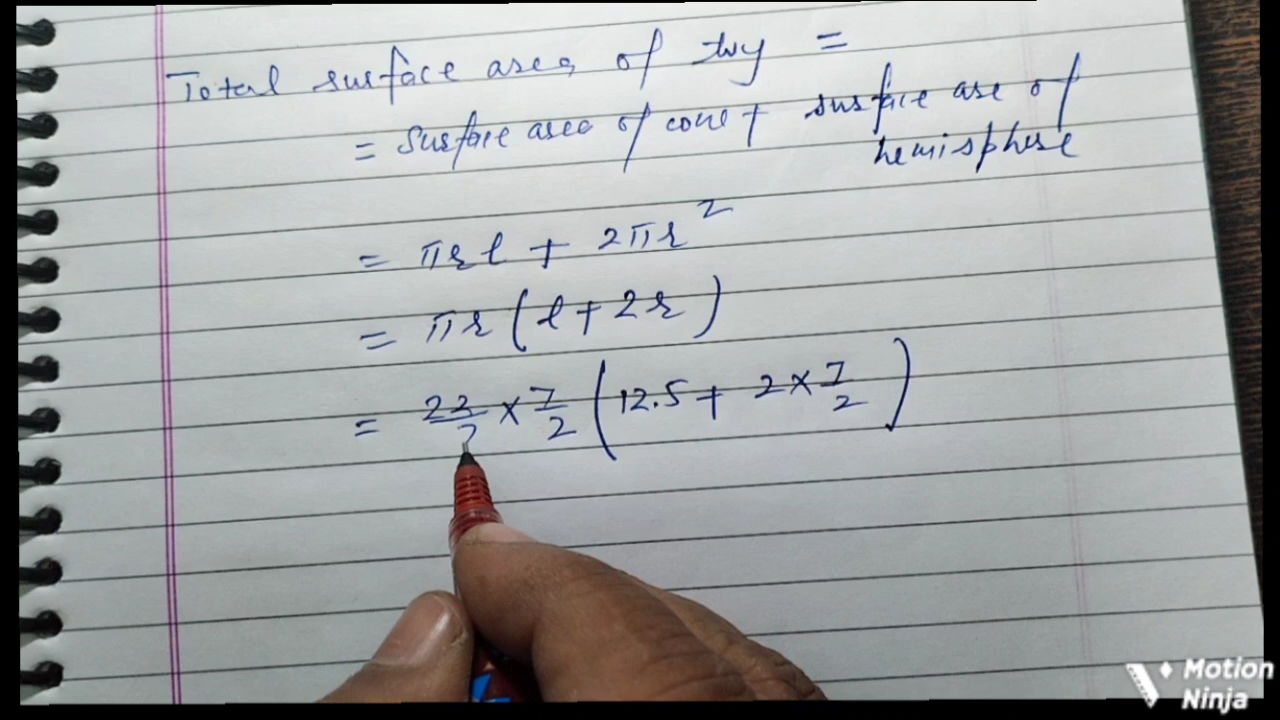 Total surface area of toy =
= Surface area of cone + surface are of
hemisphere
= πrl + 2πr²
= πr(l + 2r)
= 22/7 × 7/2 (12.5 + 2 × 7/2)
Motion
Ninja